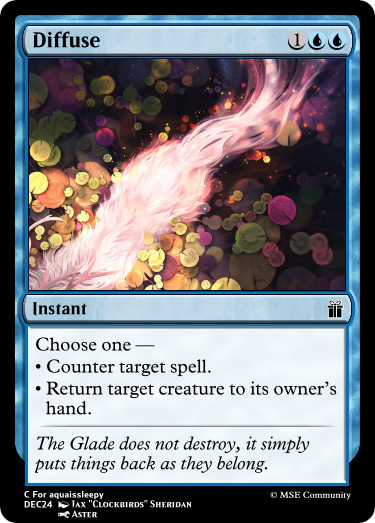 Diffuse
1
Instant
Choose one —
• Counter target spell.
• Return target creature to its owner's
hand.
The Glade does not destroy, it simply
puts things back as they belong.
C For aquaissleepy
© MSE Community
DEC24 Jax "Clockbirds" Sheridan
Aster